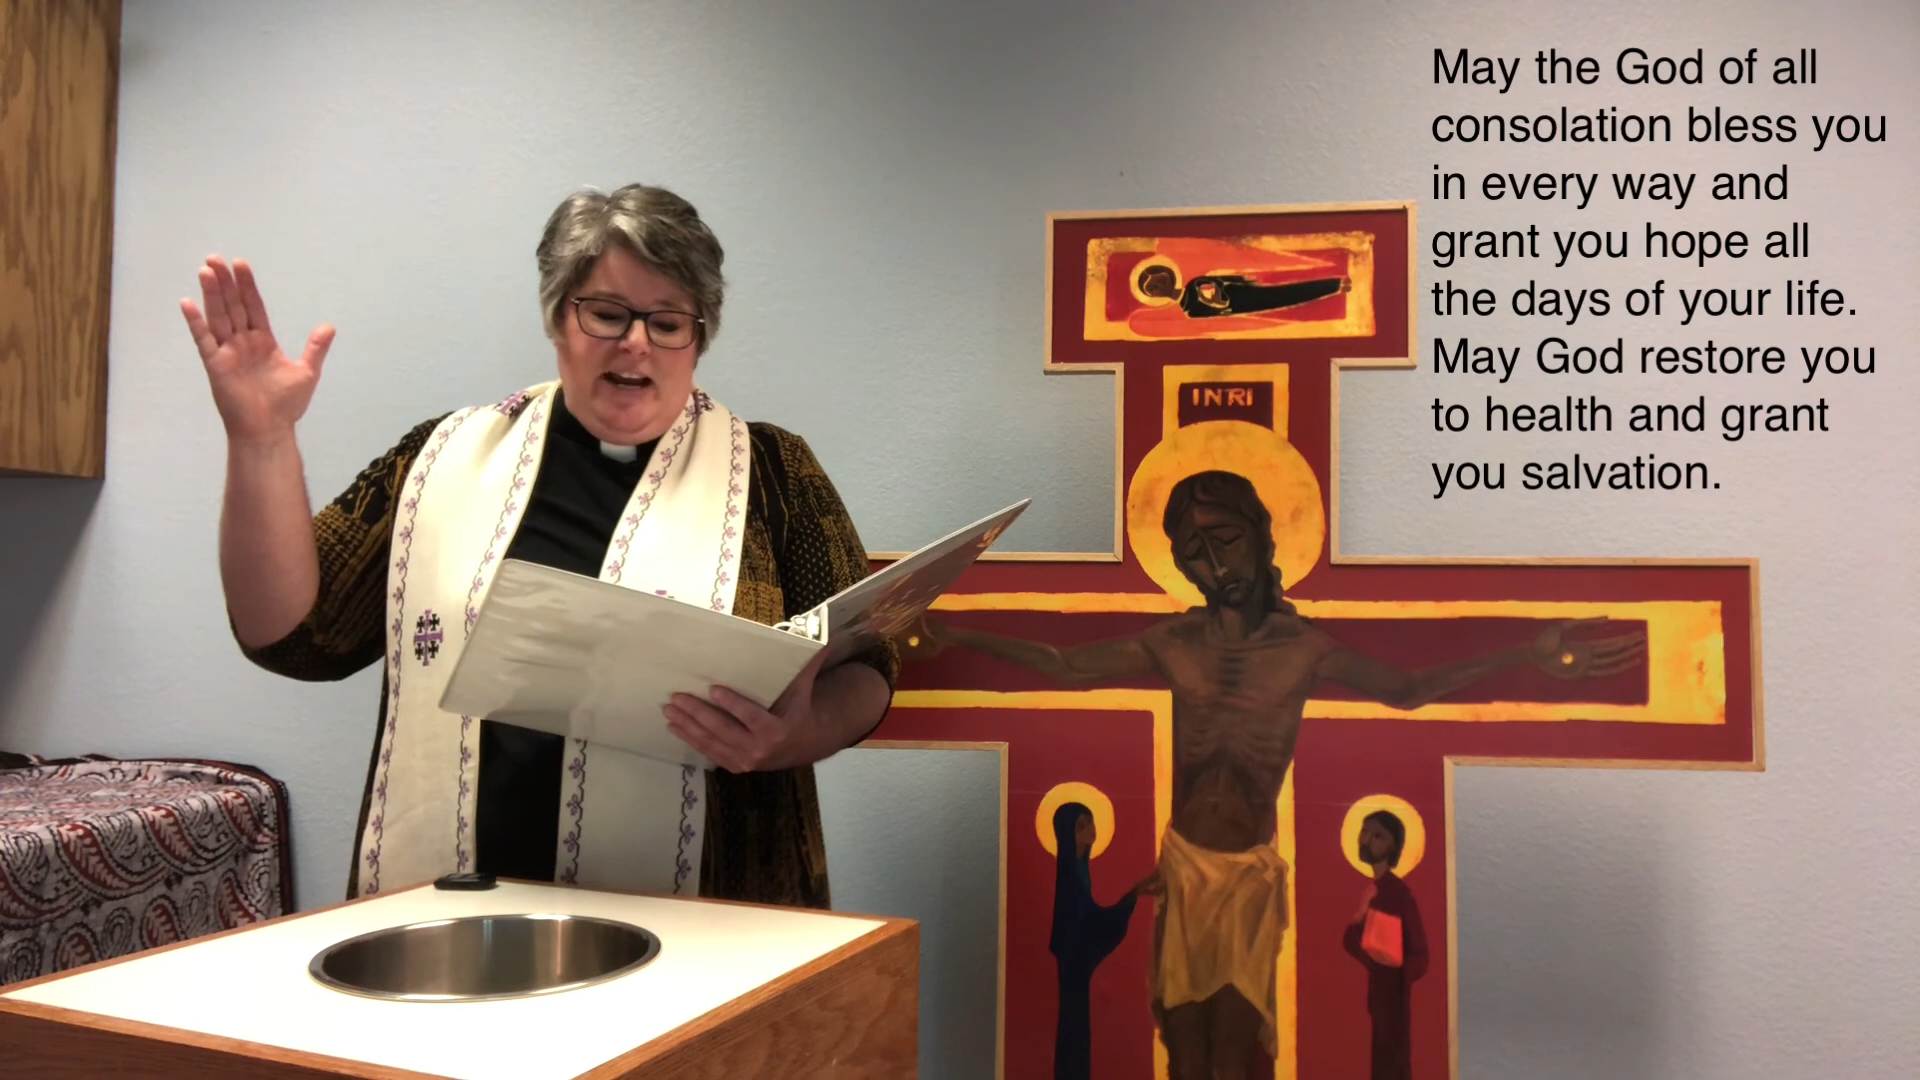 May the God of all
consolation bless you
in every way and
grant you hope all
the days of your life.
May God restore you
to health and grant
you salvation.
INRI